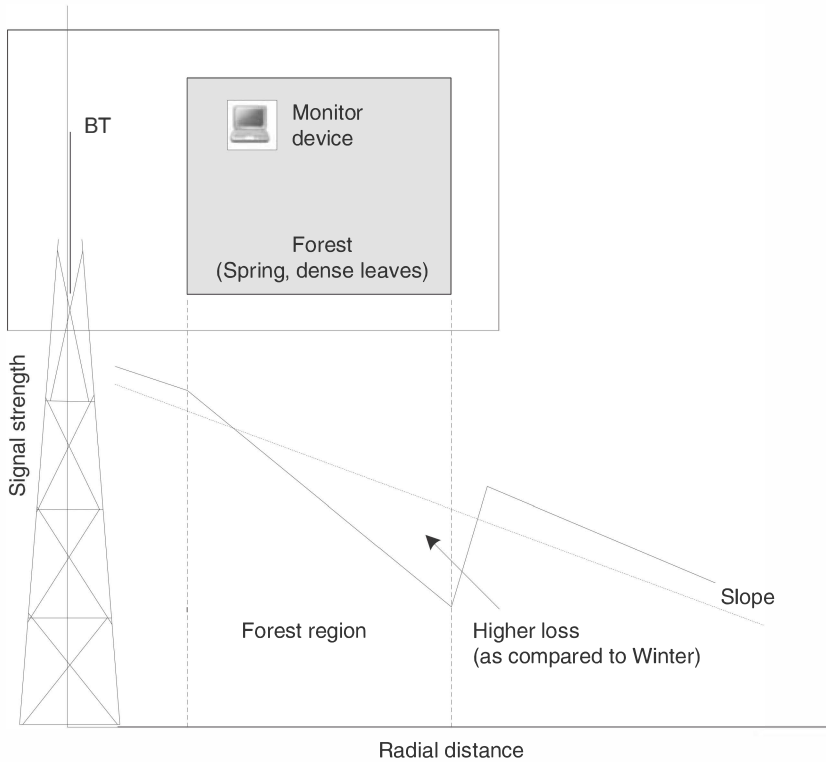 BT
Monitor
device
Forest
(Spring, dense leaves)
Signal strength
Slope
Forest region
Higher loss
(as compared to Winter)
Radial distance